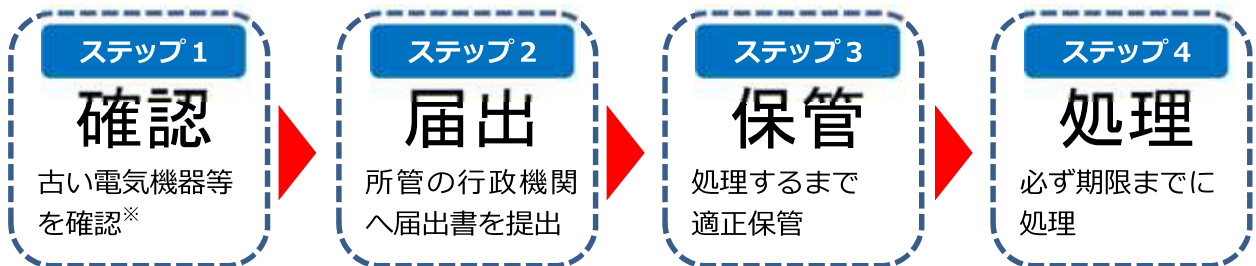 ステップ1
確認
古い電気機器等
を確認※
ステップ2
届出
所管の行政機関
へ届出書を提出
ステップ3
保管
処理するまで
適正保管
ステップ4
処理
必ず期限までに
処理